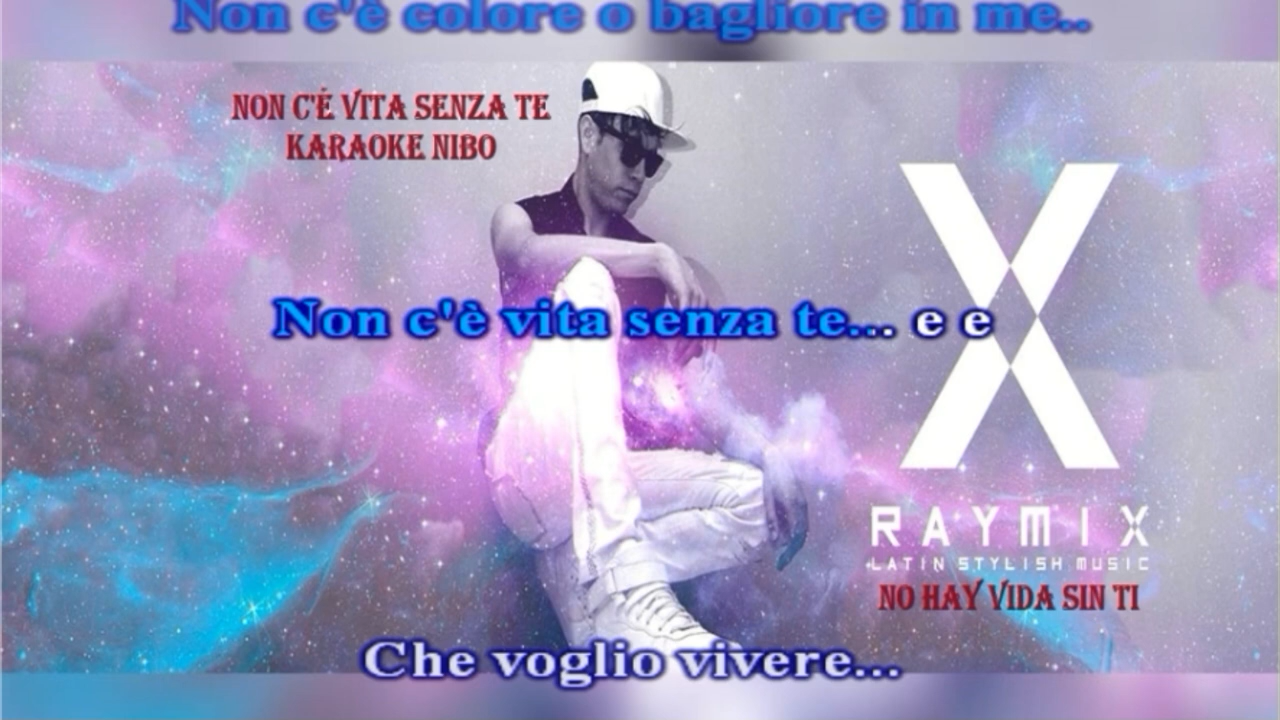 Non c'è colore o bagliore in me..
NON C'É VITA SENZA TE
KARAOKE NIBO
Non c'è vita senza te... e e
X
RAYMIX
LATIN STYLISH MUSIC
NO HAY VIDA SIN TI
Che voglio vivere...